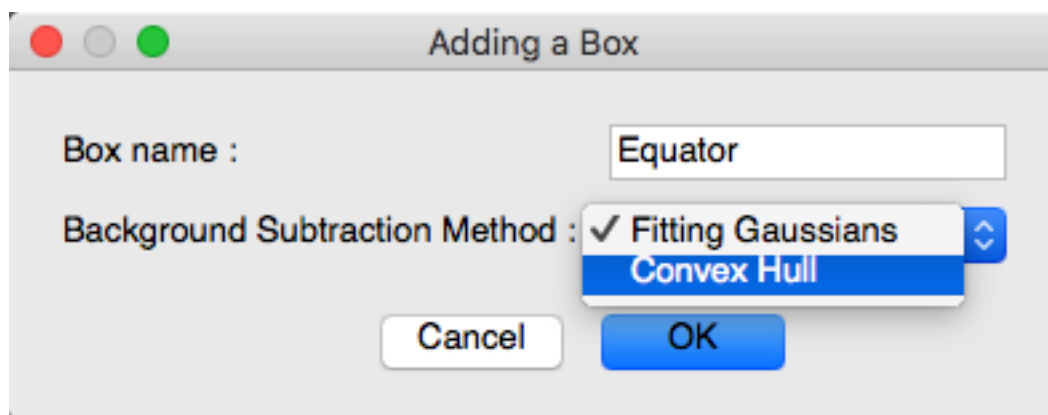 Adding a Box
Box name : Equator
Background Subtraction Method : ✓ Fitting Gaussians
Convex Hull
Cancel OK